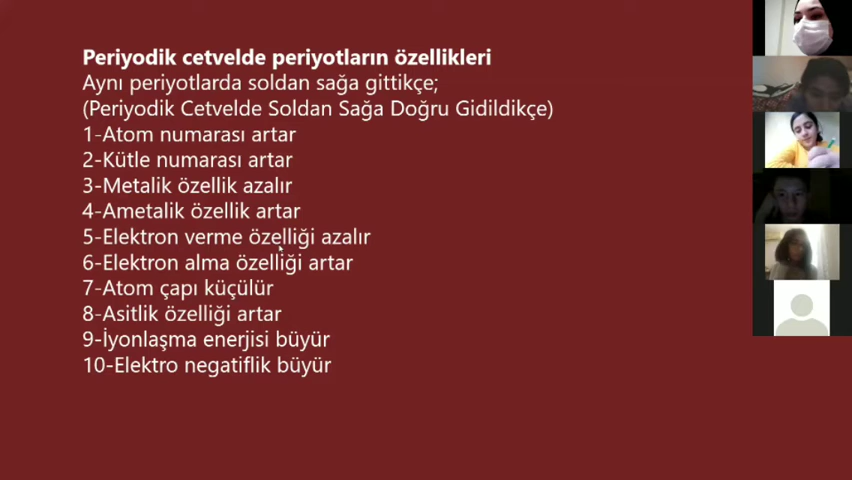 Periyodik cetvelde periyotların özellikleri
Aynı periyotlarda soldan sağa gittikçe;
(Periyodik Cetvelde Soldan Sağa Doğru Gidildikçe)
1-Atom numarası artar
2-Kütle numarası artar
3-Metalik özellik azalır
4-Ametalik özellik artar
5-Elektron verme özelliği azalır
6-Elektron alma özelliği artar
7-Atom çapı küçülür
8-Asitlik özelliği artar
9-İyonlaşma enerjisi büyür
10-Elektro negatiflik büyür